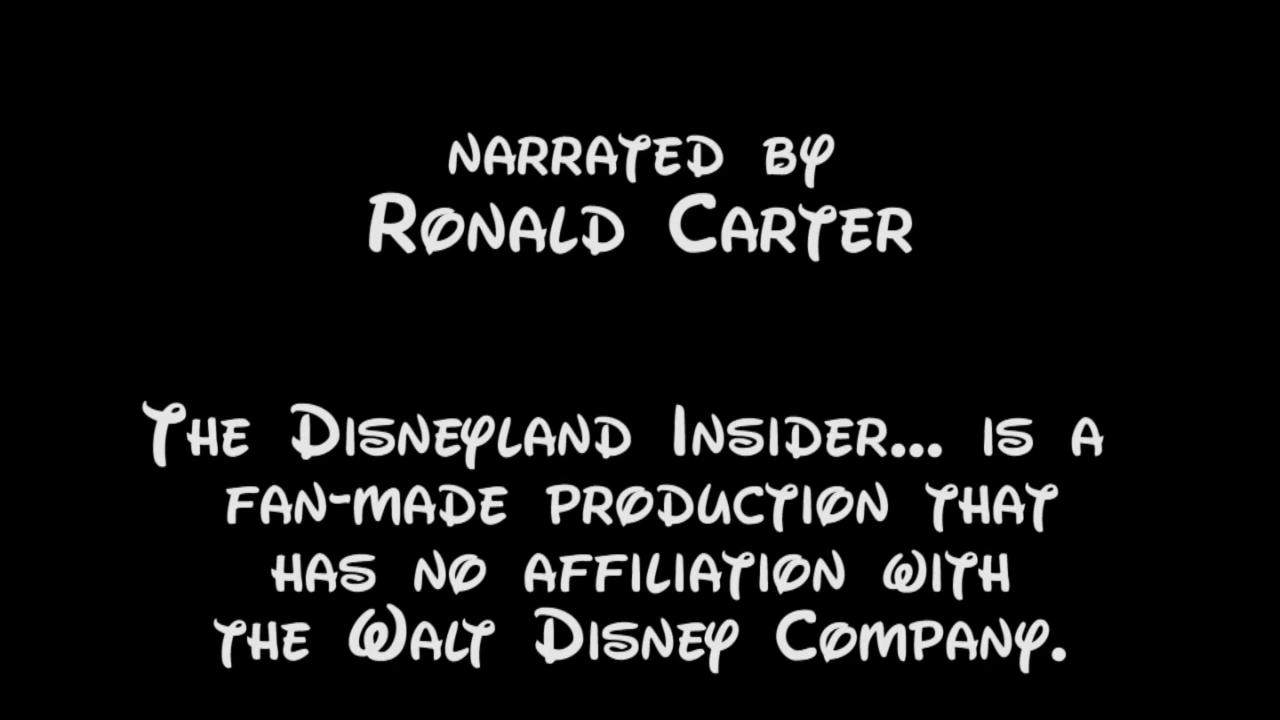 narrated by
Ronald Carter
The Disneyland Insider... is a
fan-made production that
has no affiliation with
the Walt Disney Company.